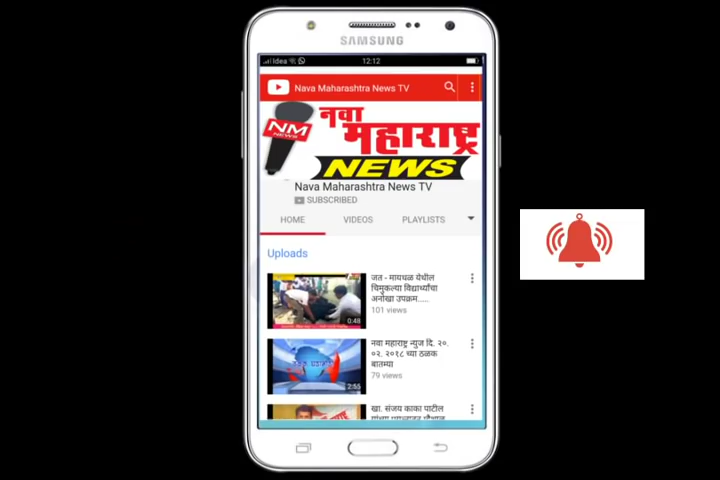 SAMSUNG
Idea
12:12
Nava Maharashtra News TV
NM
NEWS
नवा
महाराष्ट्र
NEWS
Nava Maharashtra News TV
SUBSCRIBED
HOME VIDEOS PLAYLISTS
Uploads
जत - मायथळ येथील
चिमुकल्या विद्यार्थ्यांचा
अनोखा उपक्रम.....
101 views
0:48
नवा महाराष्ट्र न्युज दि. २०.
०२. २०१८ च्या ठळक
बातम्या
79 views
2:55
खा. संजय काका पाटील